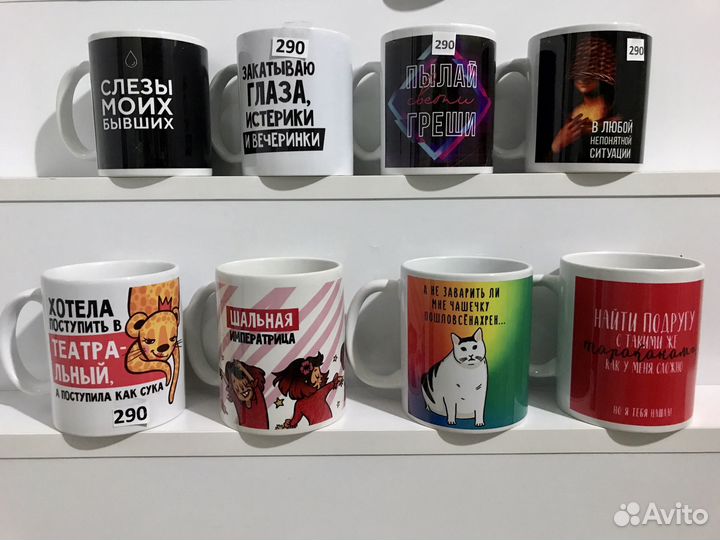 СЛЕЗЫ
МОИХ
БЫВШИХ
290
ЗАКАТЫВАЮ
ГЛАЗА,
ИСТЕРИКИ
И ВЕЧЕРИНКИ
290
ПЫЛАЙ
свети
ГРЕШИ
290
В ЛЮБОЙ
НЕПОНЯТНОЙ
СИТУАЦИИ
ХОТЕЛА
ПОСТУПИТЬ В
ТЕАТРА-
ЛЬНЫЙ,
А ПОСТУПИЛА КАК СУКА
290
ШАЛЬНАЯ
ИМПЕРАТРИЦА
А НЕ ЗАВАРИТЬ ЛИ
МНЕ ЧАШЕЧКУ
ПОШЛОВСЁНАХРЕН...
НАЙТИ ПОДРУГУ
С ТАКИМИ ЖЕ
тараканами
КАК У МЕНЯ СЛОЖНО
НО Я ТЕБЯ НАШЛА!
Avito